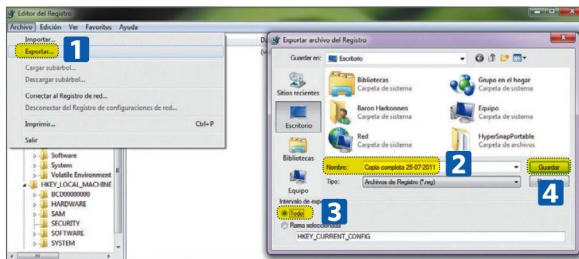 Editor del Registro
Archivo Edición Ver Favoritos Ayuda
Importar...
Exportar...
1
Cargar subárbol...
Descargar subárbol...
Conectar al Registro de red...
Desconectar del Registro de configuraciones de red...
Imprimir... Ctrl+P
Salir
Software
System
Volatile Environment
HKEY_LOCAL_MACHINE
BCD00000000
HARDWARE
SAM
SECURITY
SOFTWARE
SYSTEM
Exportar archivo del Registro
Guardar en: Escritorio
Sitios recientes
Escritorio
Bibliotecas
Equipo
Bibliotecas
Carpeta de sistema
Grupo en el hogar
Carpeta de sistema
Baron Harkonnen
Carpeta de sistema
Equipo
Carpeta de sistema
Red
Carpeta de sistema
HyperSnapPortable
Carpeta de archivos
Nombre: Copia completa 25-07-2011
2
Guardar
Tipo: Archivos de Registro (*.reg)
4
Intervalo de
Todo
3
Rama
HKEY_CURRENT_CONFIG